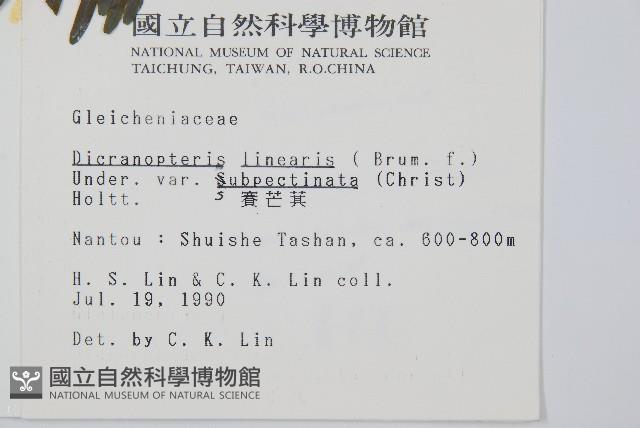 國立自然科學博物館
NATIONAL MUSEUM OF NATURAL SCIENCE
TAICHUNG, TAIWAN, R.O.CHINA
Gleicheniaceae
Dicranopteris linearis ( Brum. f.)
Under. var. Subpectinata (Christ)
Holtt. s 賽芒萁
Nantou : Shuishe Tashan, ca. 600-800m
H. S. Lin & C. K. Lin coll.
Jul. 19, 1990
Det. by C. K. Lin
國立自然科學博物館
NATIONAL MUSEUM OF NATURAL SCIENCE